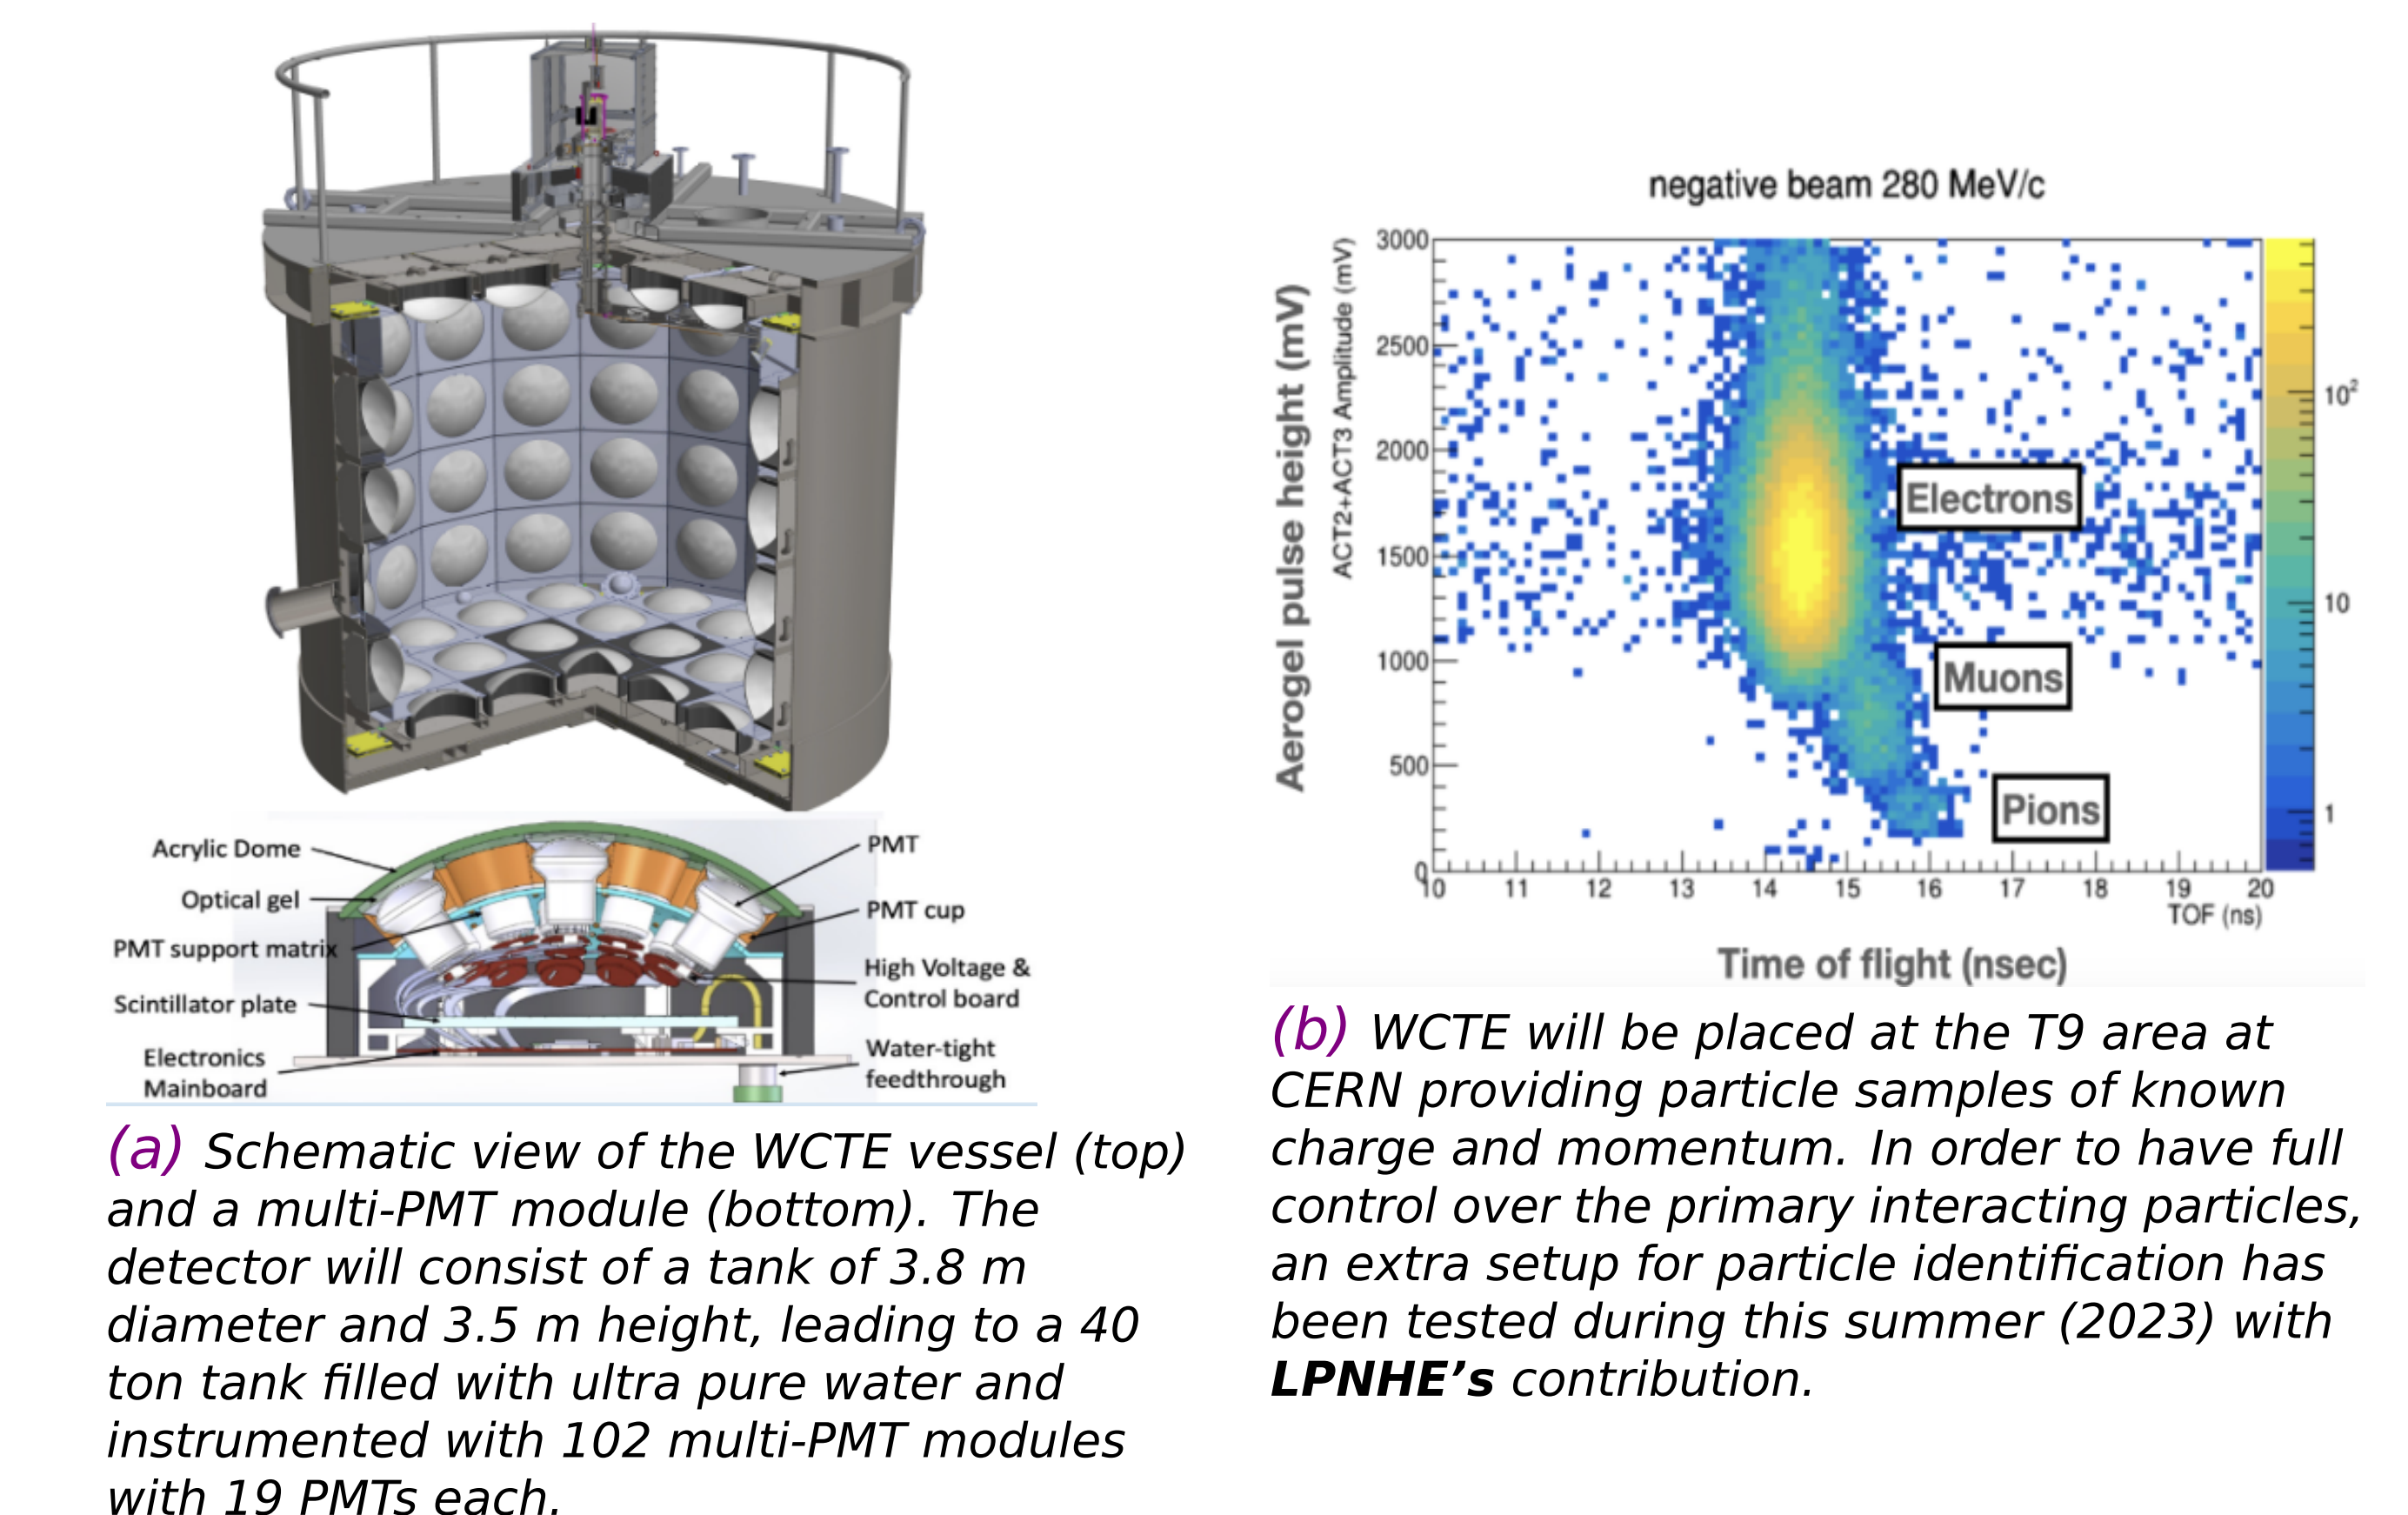 Acrylic Dome
Optical gel
PMT support matrix
Scintillator plate
Electronics
Mainboard
PMT
PMT cup
High Voltage &
Control board
Water-tight
feedthrough
(a) Schematic view of the WCTE vessel (top)
and a multi-PMT module (bottom). The
detector will consist of a tank of 3.8 m
diameter and 3.5 m height, leading to a 40
ton tank filled with ultra pure water and
instrumented with 102 multi-PMT modules
with 19 PMTs each.
negative beam 280 MeV/c
Aerogel pulse height (mV)
ACT2+ACT3 Amplitude (mV)
3000
2500
2000
1500
1000
500
0
Electrons
Muons
Pions
10²
10
1
10 11 12 13 14 15 16 17 18 19 20
TOF (ns)
Time of flight (nsec)
(b) WCTE will be placed at the T9 area at
CERN providing particle samples of known
charge and momentum. In order to have full
control over the primary interacting particles,
an extra setup for particle identification has
been tested during this summer (2023) with
LPNHE’s contribution.